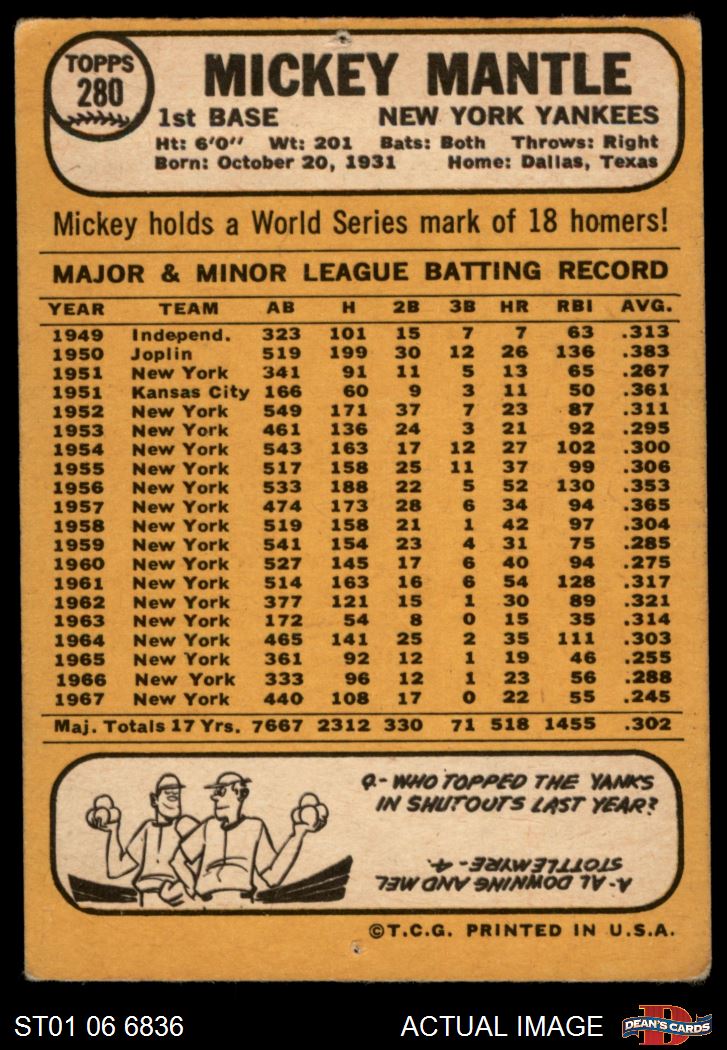 TOPPS
280
MICKEY MANTLE
1st BASE NEW YORK YANKEES
Ht: 6'0" Wt: 201 Bats: Both Throws: Right
Born: October 20, 1931 Home: Dallas, Texas
Mickey holds a World Series mark of 18 homers!
MAJOR & MINOR LEAGUE BATTING RECORD
YEAR TEAM AB H 2B 3B HR RBI AVG.
1949 Independ. 323 101 15 7 7 63 .313
1950 Joplin 519 199 30 12 26 136 .383
1951 New York 341 91 11 5 13 65 .267
1951 Kansas City 166 60 9 3 11 50 .361
1952 New York 549 171 37 7 23 87 .311
1953 New York 461 136 24 3 21 92 .295
1954 New York 543 163 17 12 27 102 .300
1955 New York 517 158 25 11 37 99 .306
1956 New York 533 188 22 5 52 130 .353
1957 New York 474 173 28 6 34 94 .365
1958 New York 519 158 21 1 42 97 .304
1959 New York 541 154 23 4 31 75 .285
1960 New York 527 145 17 6 40 94 .275
1961 New York 514 163 16 6 54 128 .317
1962 New York 377 121 15 1 30 89 .321
1963 New York 172 54 8 0 15 35 .314
1964 New York 465 141 25 2 35 111 .303
1965 New York 361 92 12 1 19 46 .255
1966 New York 333 96 12 1 23 56 .288
1967 New York 440 108 17 0 22 55 .245
Maj. Totals 17 Yrs. 7667 2312 330 71 518 1455 .302
Q- WHO TOPPED THE YANKS
IN SHUTOUTS LAST YEAR?
A- AL DOWNING AND MEL
STOTTLEMYRE- 4.
©T.C.G. PRINTED IN U.S.A.
ST01 06 6836 ACTUAL IMAGE
D
DEAN'S CARDS